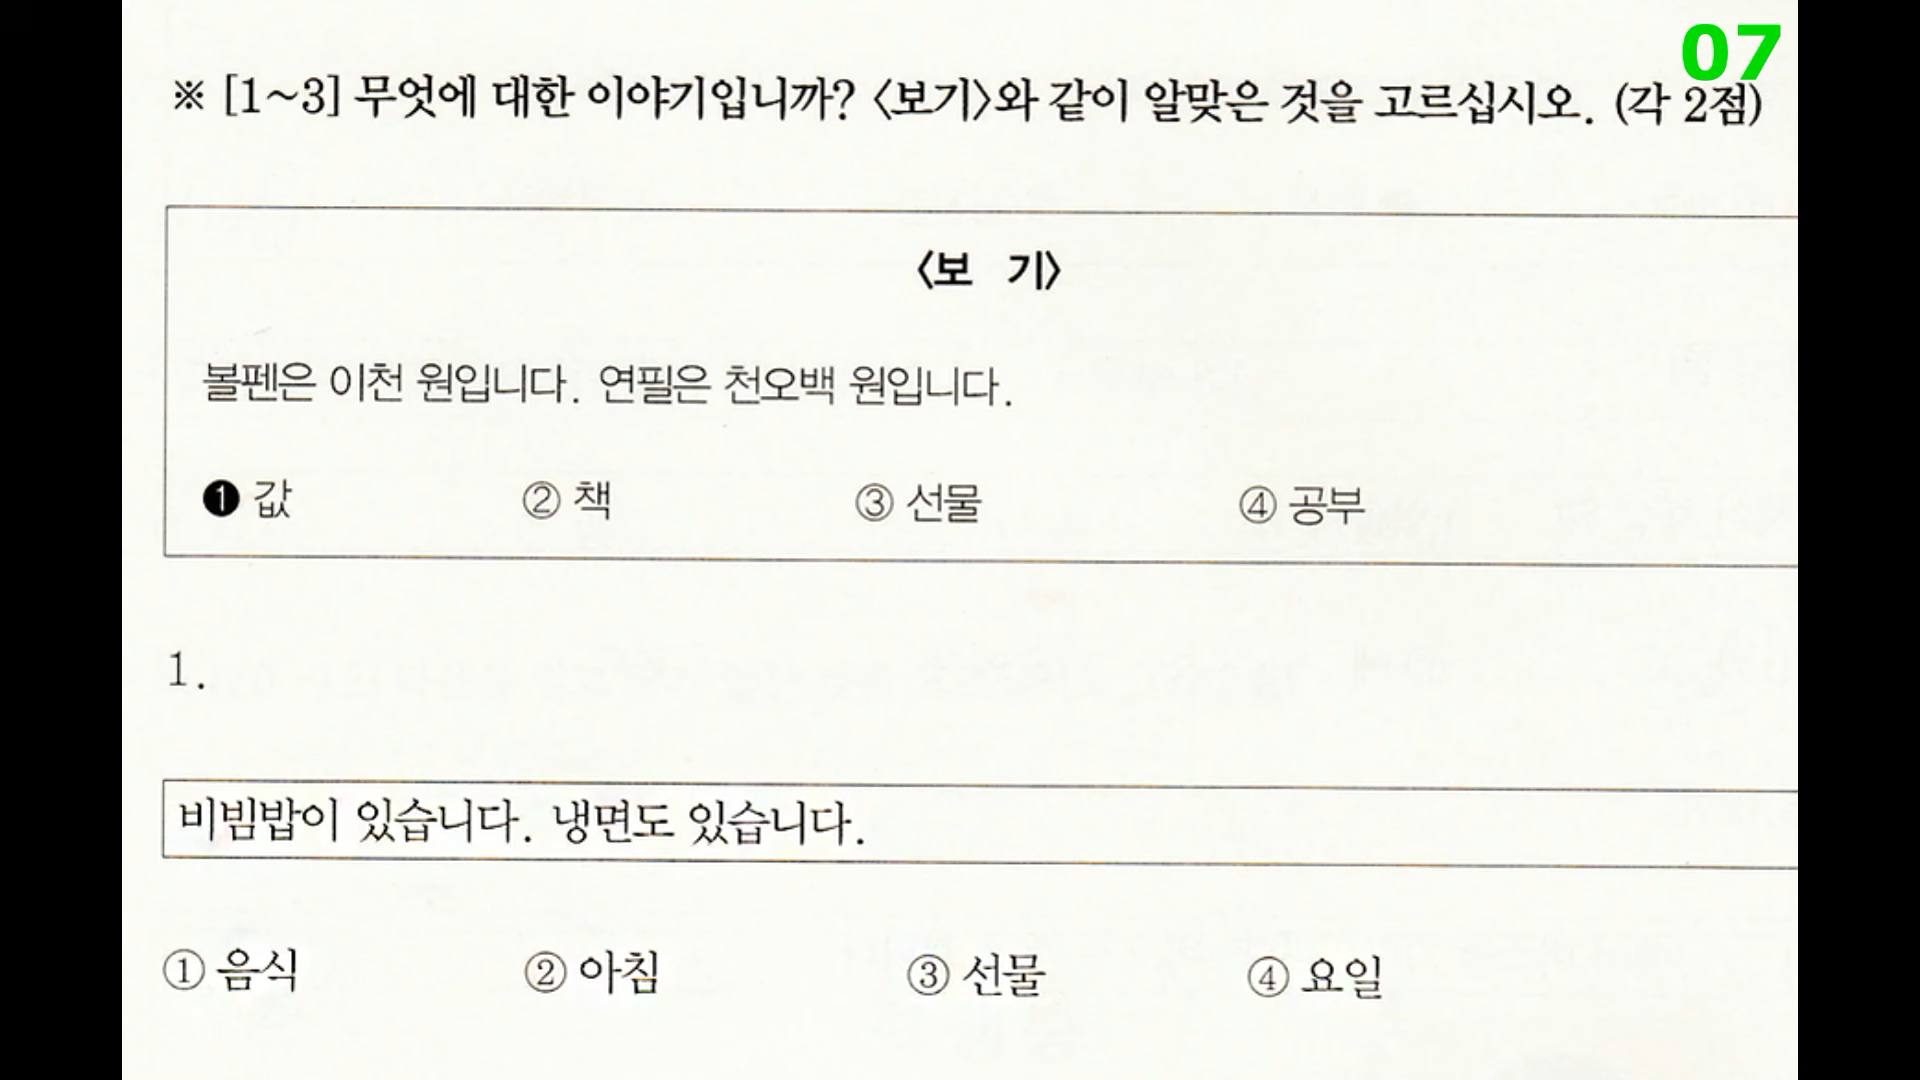 07
※ [1~3] 무엇에 대한 이야기입니까? 〈보기〉와 같이 알맞은 것을 고르십시오. (각 2점)
〈보 기〉
볼펜은 이천 원입니다. 연필은 천오백 원입니다.
❶ 값 ② 책 ③ 선물 ④ 공부
1.
비빔밥이 있습니다. 냉면도 있습니다.
① 음식 ② 아침 ③ 선물 ④ 요일